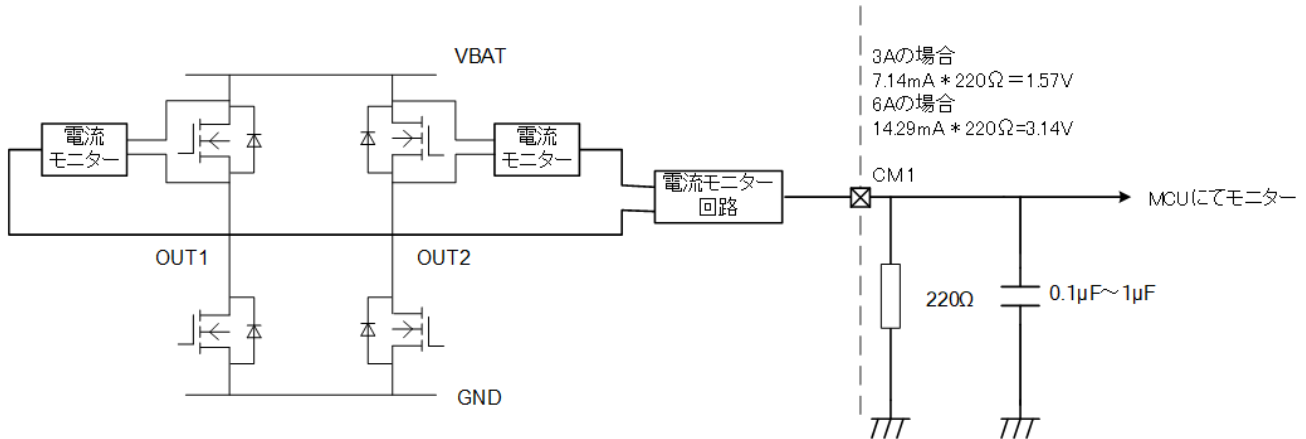 VBAT
3Aの場合
7.14mA * 220Ω=1.57V
6Aの場合
14.29mA * 220Ω=3.14V
電流
モニター
電流
モニター
電流モニター
回路
CM1
MCUにてモニター
OUT1
OUT2
220Ω
0.1μF～1μF
GND